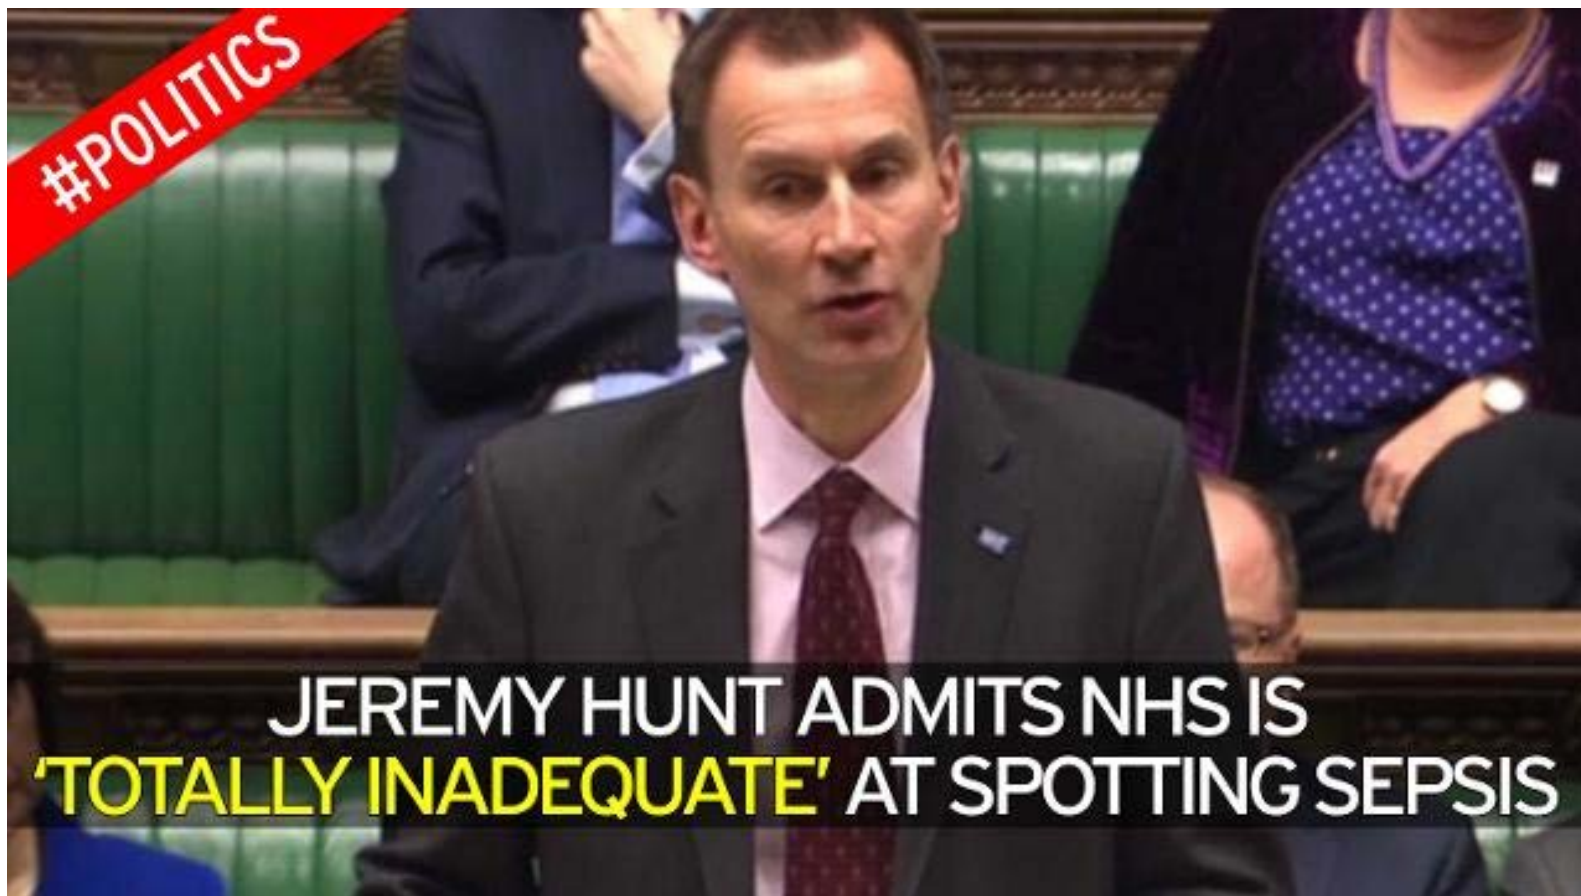 #POLITICS
JEREMY HUNT ADMITS NHS IS
'TOTALLY INADEQUATE' AT SPOTTING SEPSIS